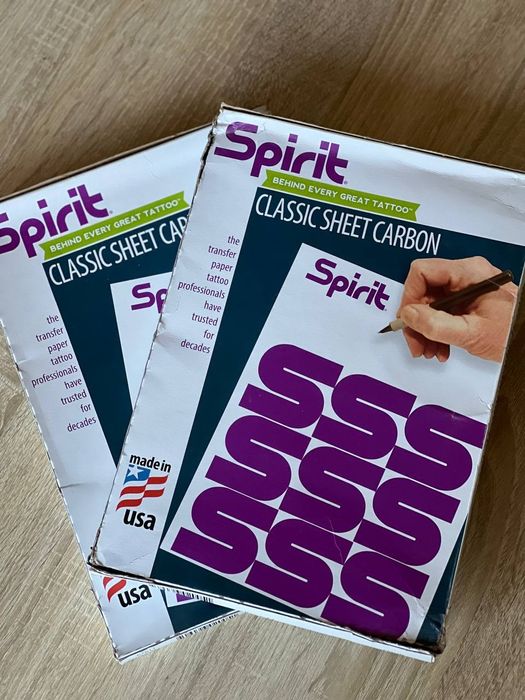 Spirit
BEHIND EVERY GREAT TATTOO™
CLASSIC SHEET CARBON
the
transfer
paper
tattoo
professionals
have
trusted
for
decades
Spirit
made in
usa
Spirit
BEHIND EVERY GREAT TATTOO™
CLASSIC SHEET CAR
the
transfer
paper
tattoo
professionals
have
trusted
for
decades
Sp
usa